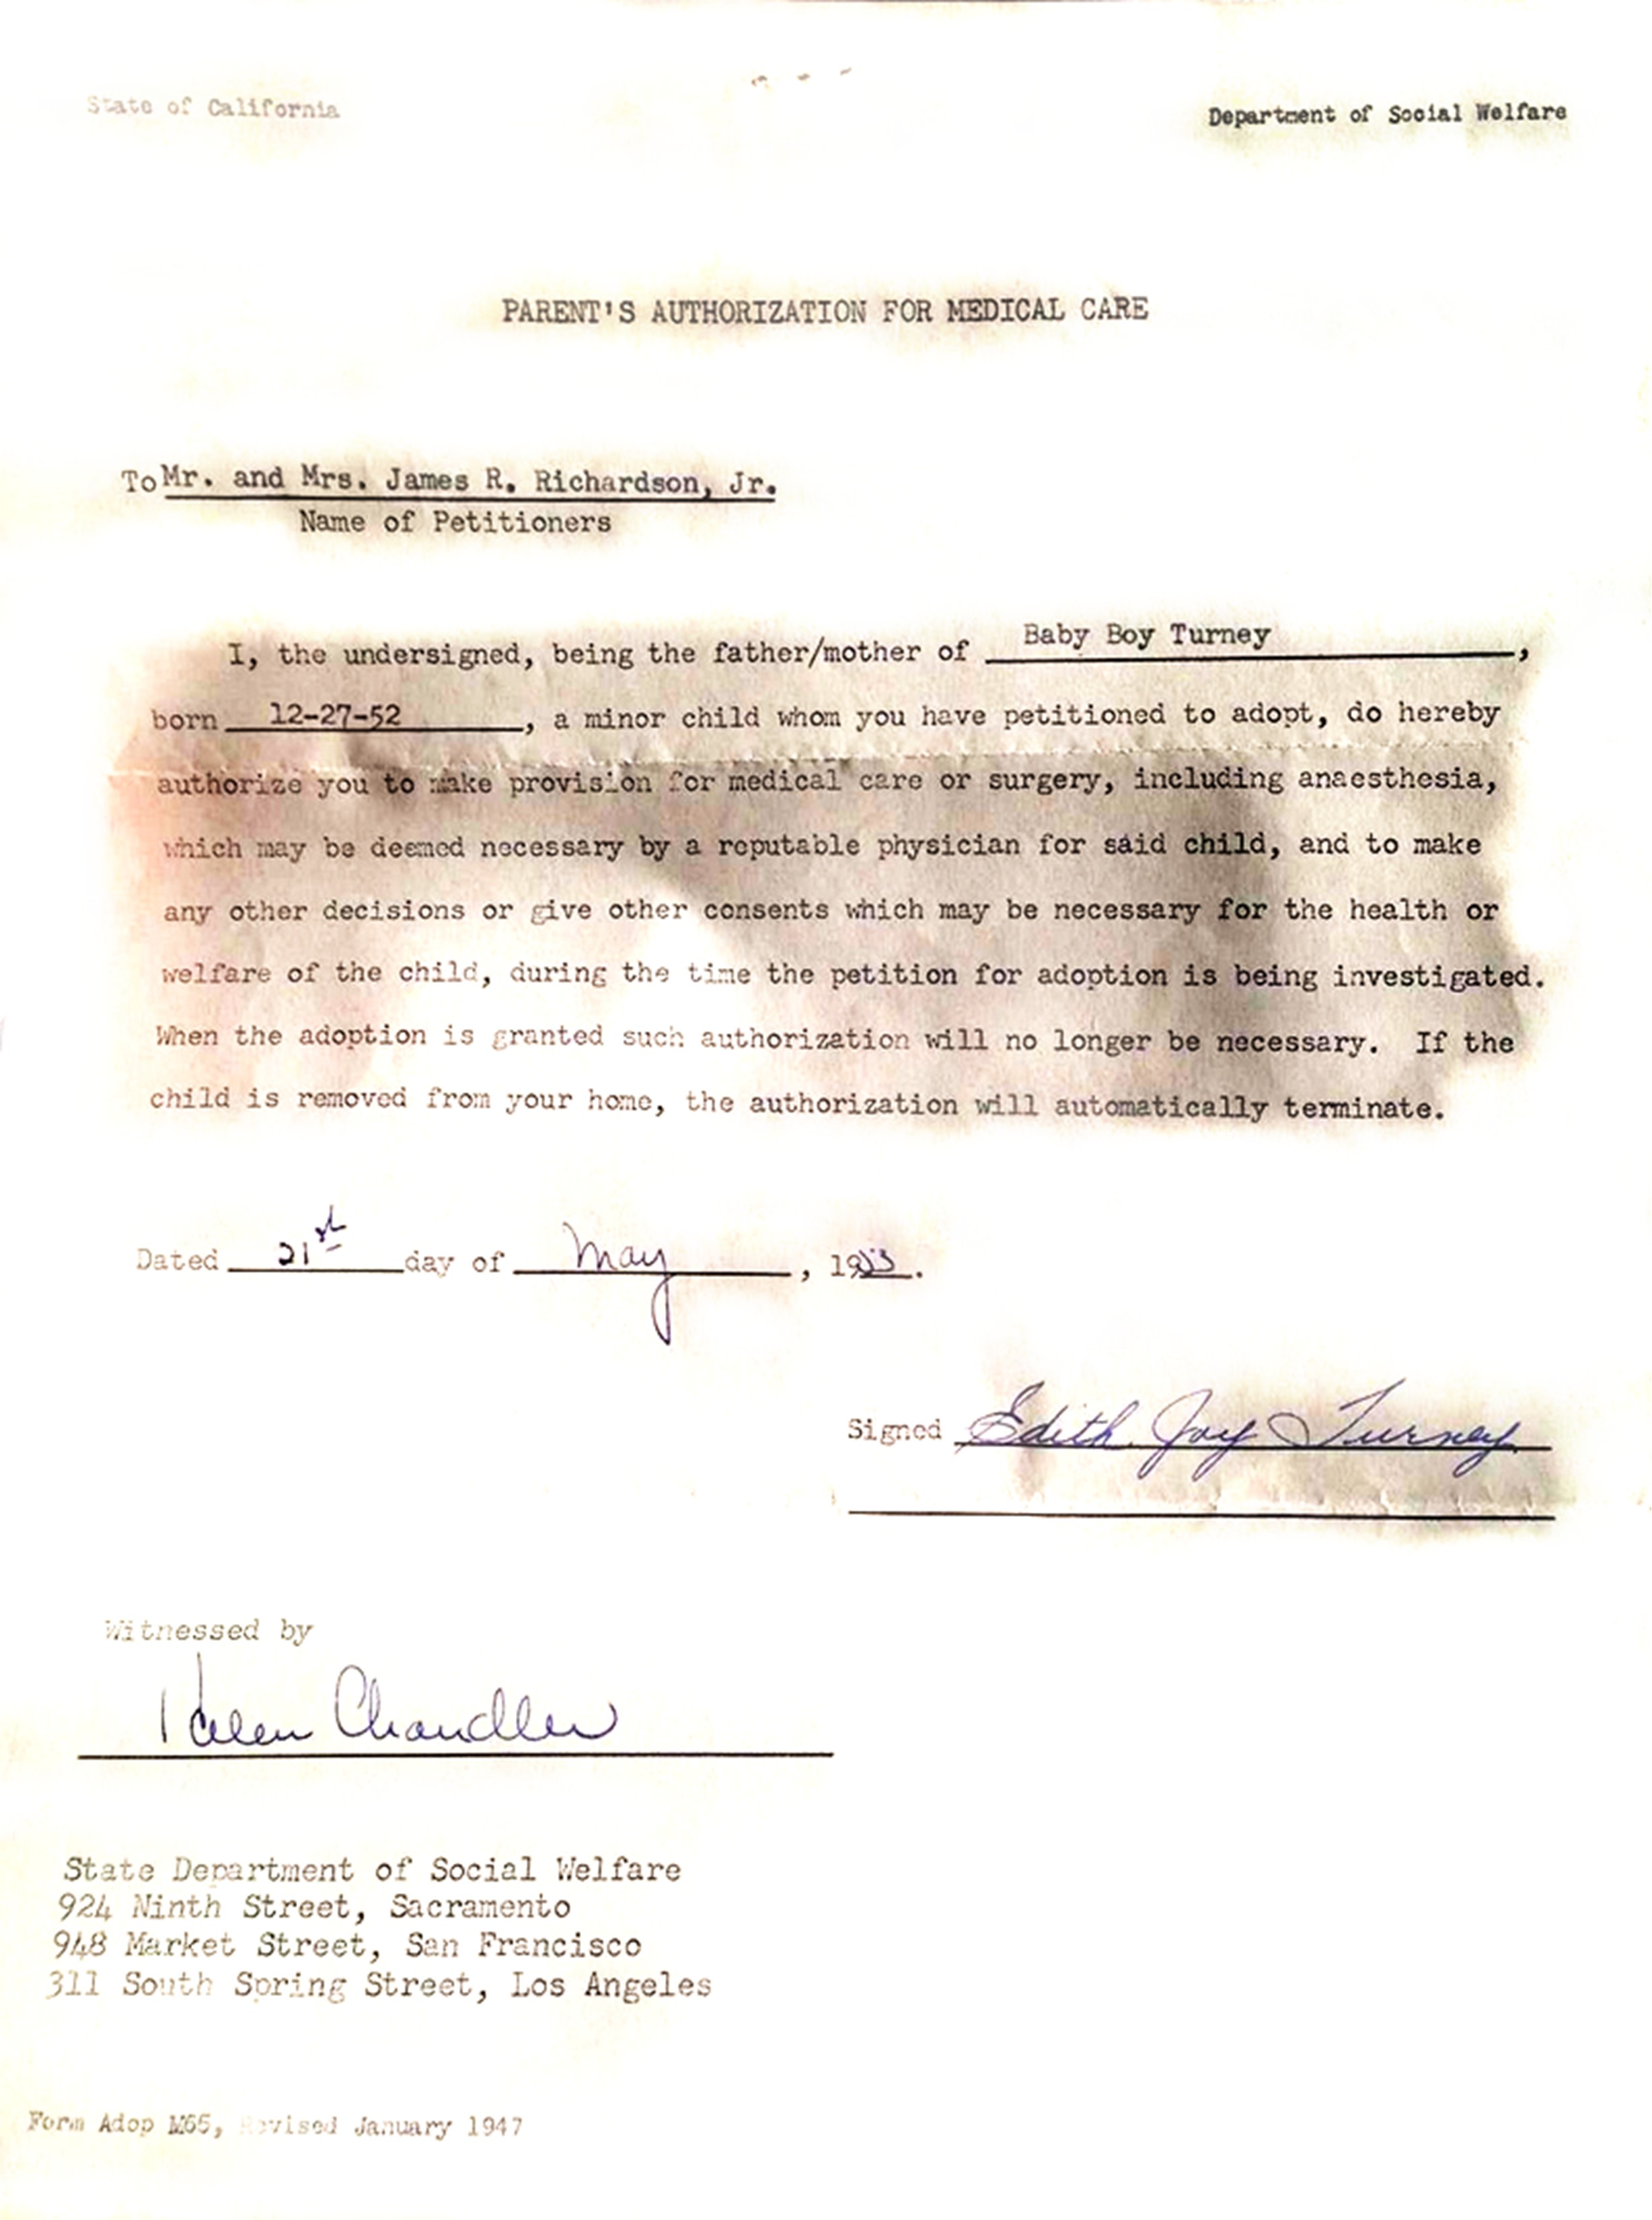 State of California
Department of Social Welfare
PARENT'S AUTHORIZATION FOR MEDICAL CARE
To Mr. and Mrs. James R. Richardson, Jr.
Name of Petitioners
I, the undersigned, being the father/mother of Baby Boy Turney,
born 12-27-52, a minor child whom you have petitioned to adopt, do hereby
authorize you to make provision for medical care or surgery, including anaesthesia,
which may be deemed necessary by a reputable physician for said child, and to make
any other decisions or give other consents which may be necessary for the health or
welfare of the child, during the time the petition for adoption is being investigated.
When the adoption is granted such authorization will no longer be necessary. If the
child is removed from your home, the authorization will automatically terminate.
Dated 21st day of May, 1953.
Signed Edith Joy Turney
Witnessed by
Helen Chandler
State Department of Social Welfare
924 Ninth Street, Sacramento
948 Market Street, San Francisco
311 South Spring Street, Los Angeles
Form Adop M65, Revised January 1947